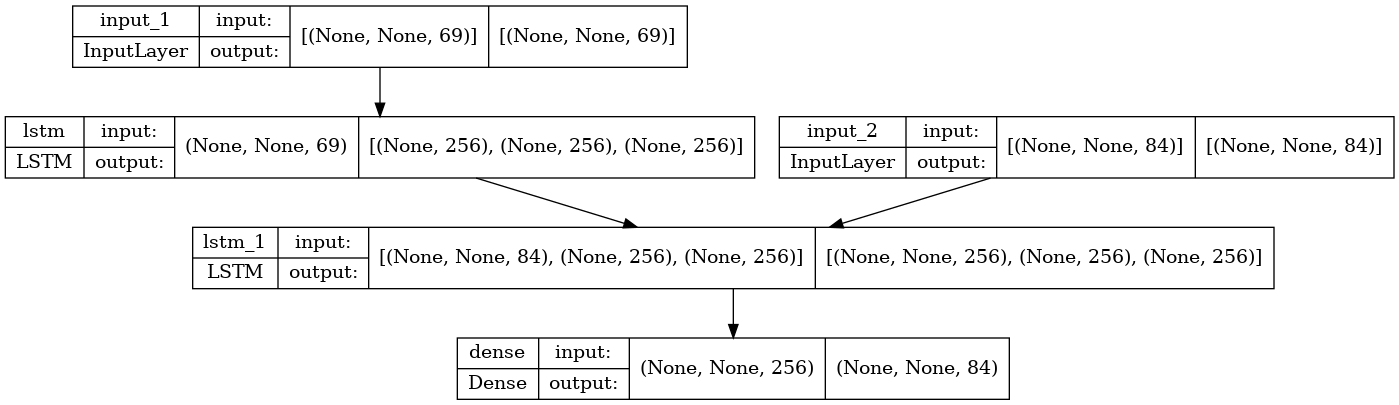 input_1 input: [(None, None, 69)] [(None, None, 69)]
InputLayer output:
lstm input: (None, None, 69) [(None, 256), (None, 256), (None, 256)]
LSTM output:
input_2 input: [(None, None, 84)] [(None, None, 84)]
InputLayer output:
lstm_1 input: [(None, None, 84), (None, 256), (None, 256)] [(None, None, 256), (None, 256), (None, 256)]
LSTM output:
dense input: (None, None, 256) (None, None, 84)
Dense output: